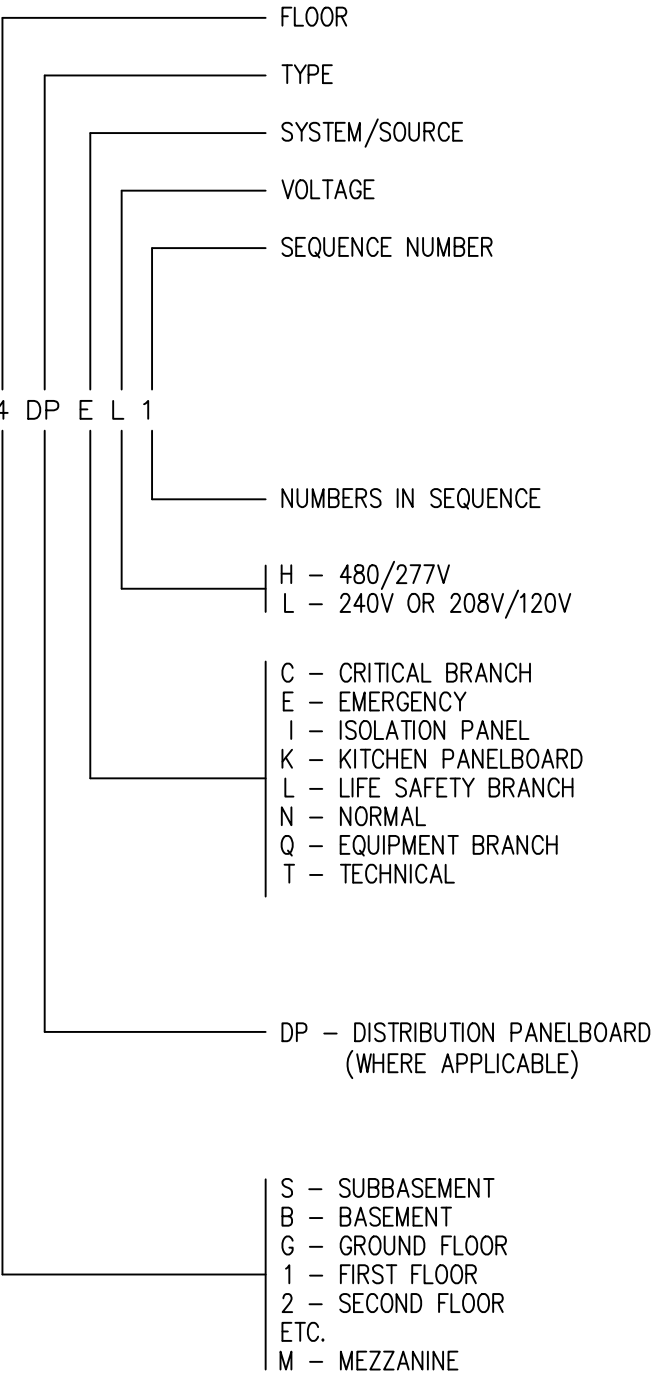 FLOOR
TYPE
SYSTEM/SOURCE
VOLTAGE
SEQUENCE NUMBER
4 DP E L 1
NUMBERS IN SEQUENCE
H – 480/277V
L – 240V OR 208V/120V
C – CRITICAL BRANCH
E – EMERGENCY
I – ISOLATION PANEL
K – KITCHEN PANELBOARD
L – LIFE SAFETY BRANCH
N – NORMAL
Q – EQUIPMENT BRANCH
T – TECHNICAL
DP – DISTRIBUTION PANELBOARD
(WHERE APPLICABLE)
S – SUBBASEMENT
B – BASEMENT
G – GROUND FLOOR
1 – FIRST FLOOR
2 – SECOND FLOOR
ETC.
M – MEZZANINE